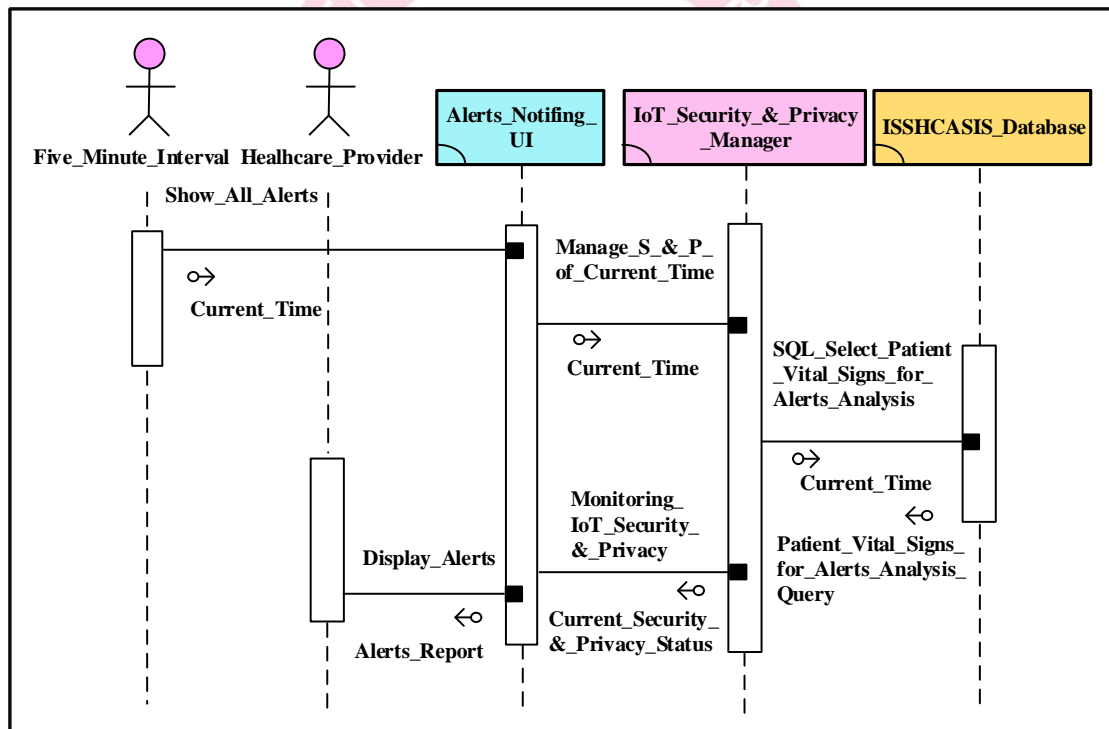 Five_Minute_Interval
Healhcare_Provider
Alerts_Notifing_
UI
IoT_Security_&_Privacy
_Manager
ISSHCASIS_Database
Show_All_Alerts
Current_Time
Manage_S_&_P_
of_Current_Time
Current_Time
SQL_Select_Patient
_Vital_Signs_for_
Alerts_Analysis
Current_Time
Patient_Vital_Signs_
for_Alerts_Analysis_
Query
Monitoring_
IoT_Security_
&_Privacy
Current_Security_
&_Privacy_Status
Display_Alerts
Alerts_Report